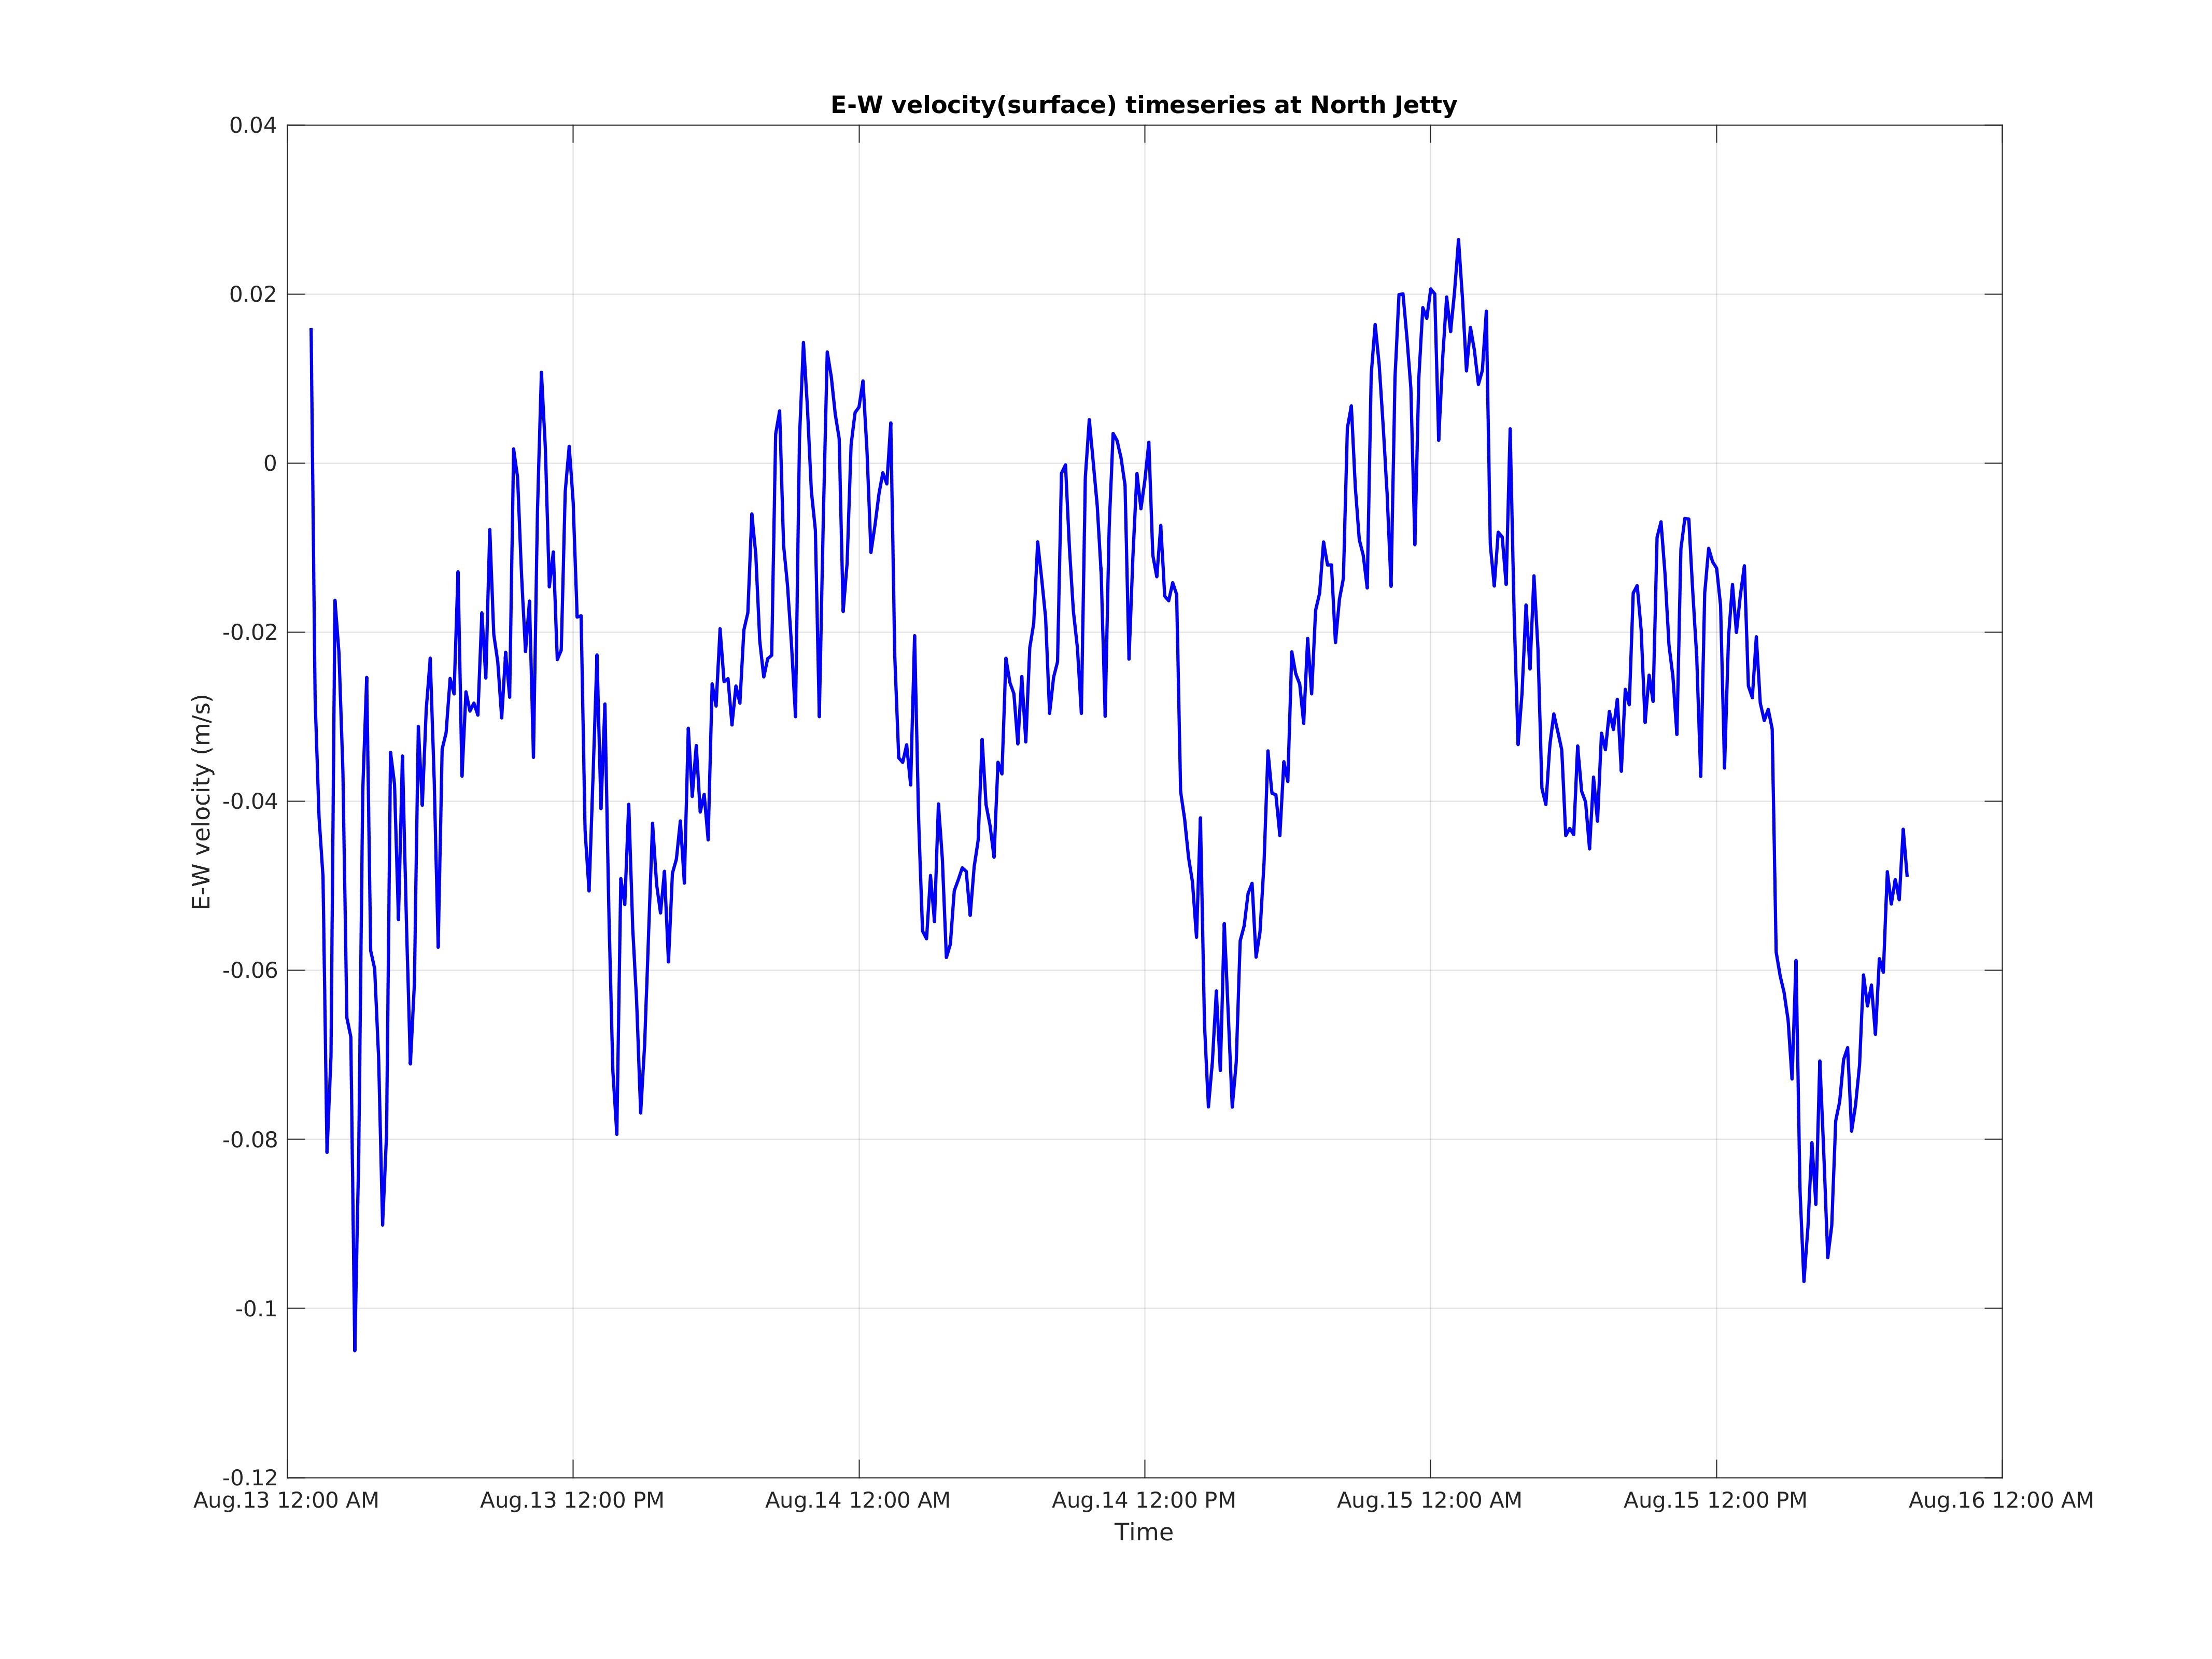 E-W velocity(surface) timeseries at North Jetty
0.04
0.02
0
-0.02
-0.04
-0.06
-0.08
-0.1
-0.12
E-W velocity (m/s)
Aug.13 12:00 AM
Aug.13 12:00 PM
Aug.14 12:00 AM
Aug.14 12:00 PM
Aug.15 12:00 AM
Aug.15 12:00 PM
Aug.16 12:00 AM
Time